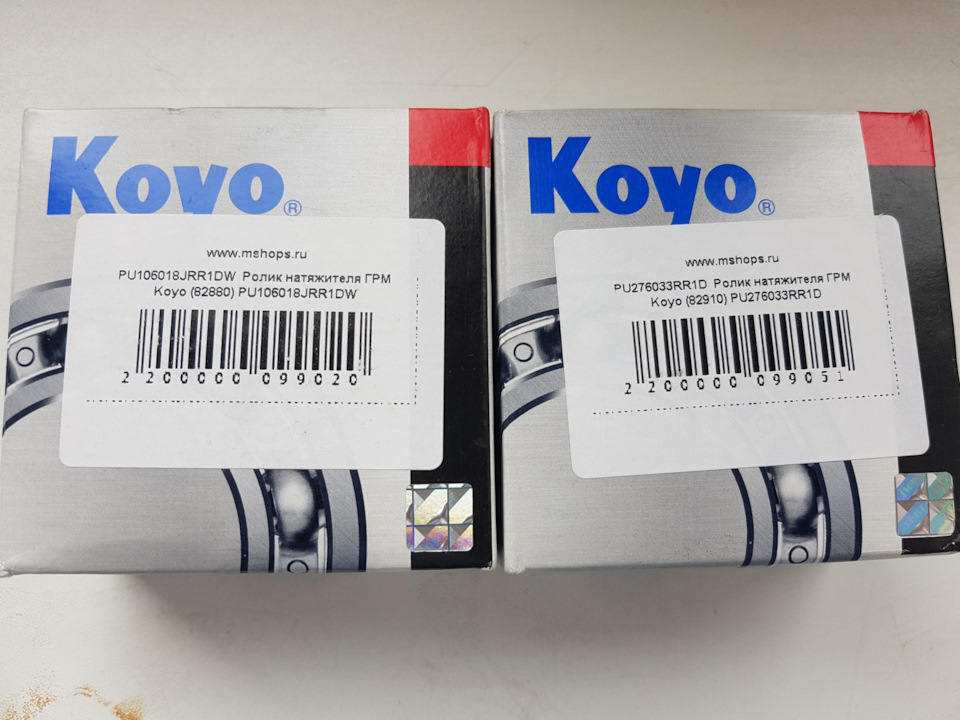 Koyo®
www.mshops.ru
PU106018JRR1DW Ролик натяжителя ГРМ
Koyo (82880) PU106018JRR1DW
2 200000 099020
Koyo®
www.mshops.ru
PU276033RR1D Ролик натяжителя ГРМ
Koyo (82910) PU276033RR1D
2 200000 099051